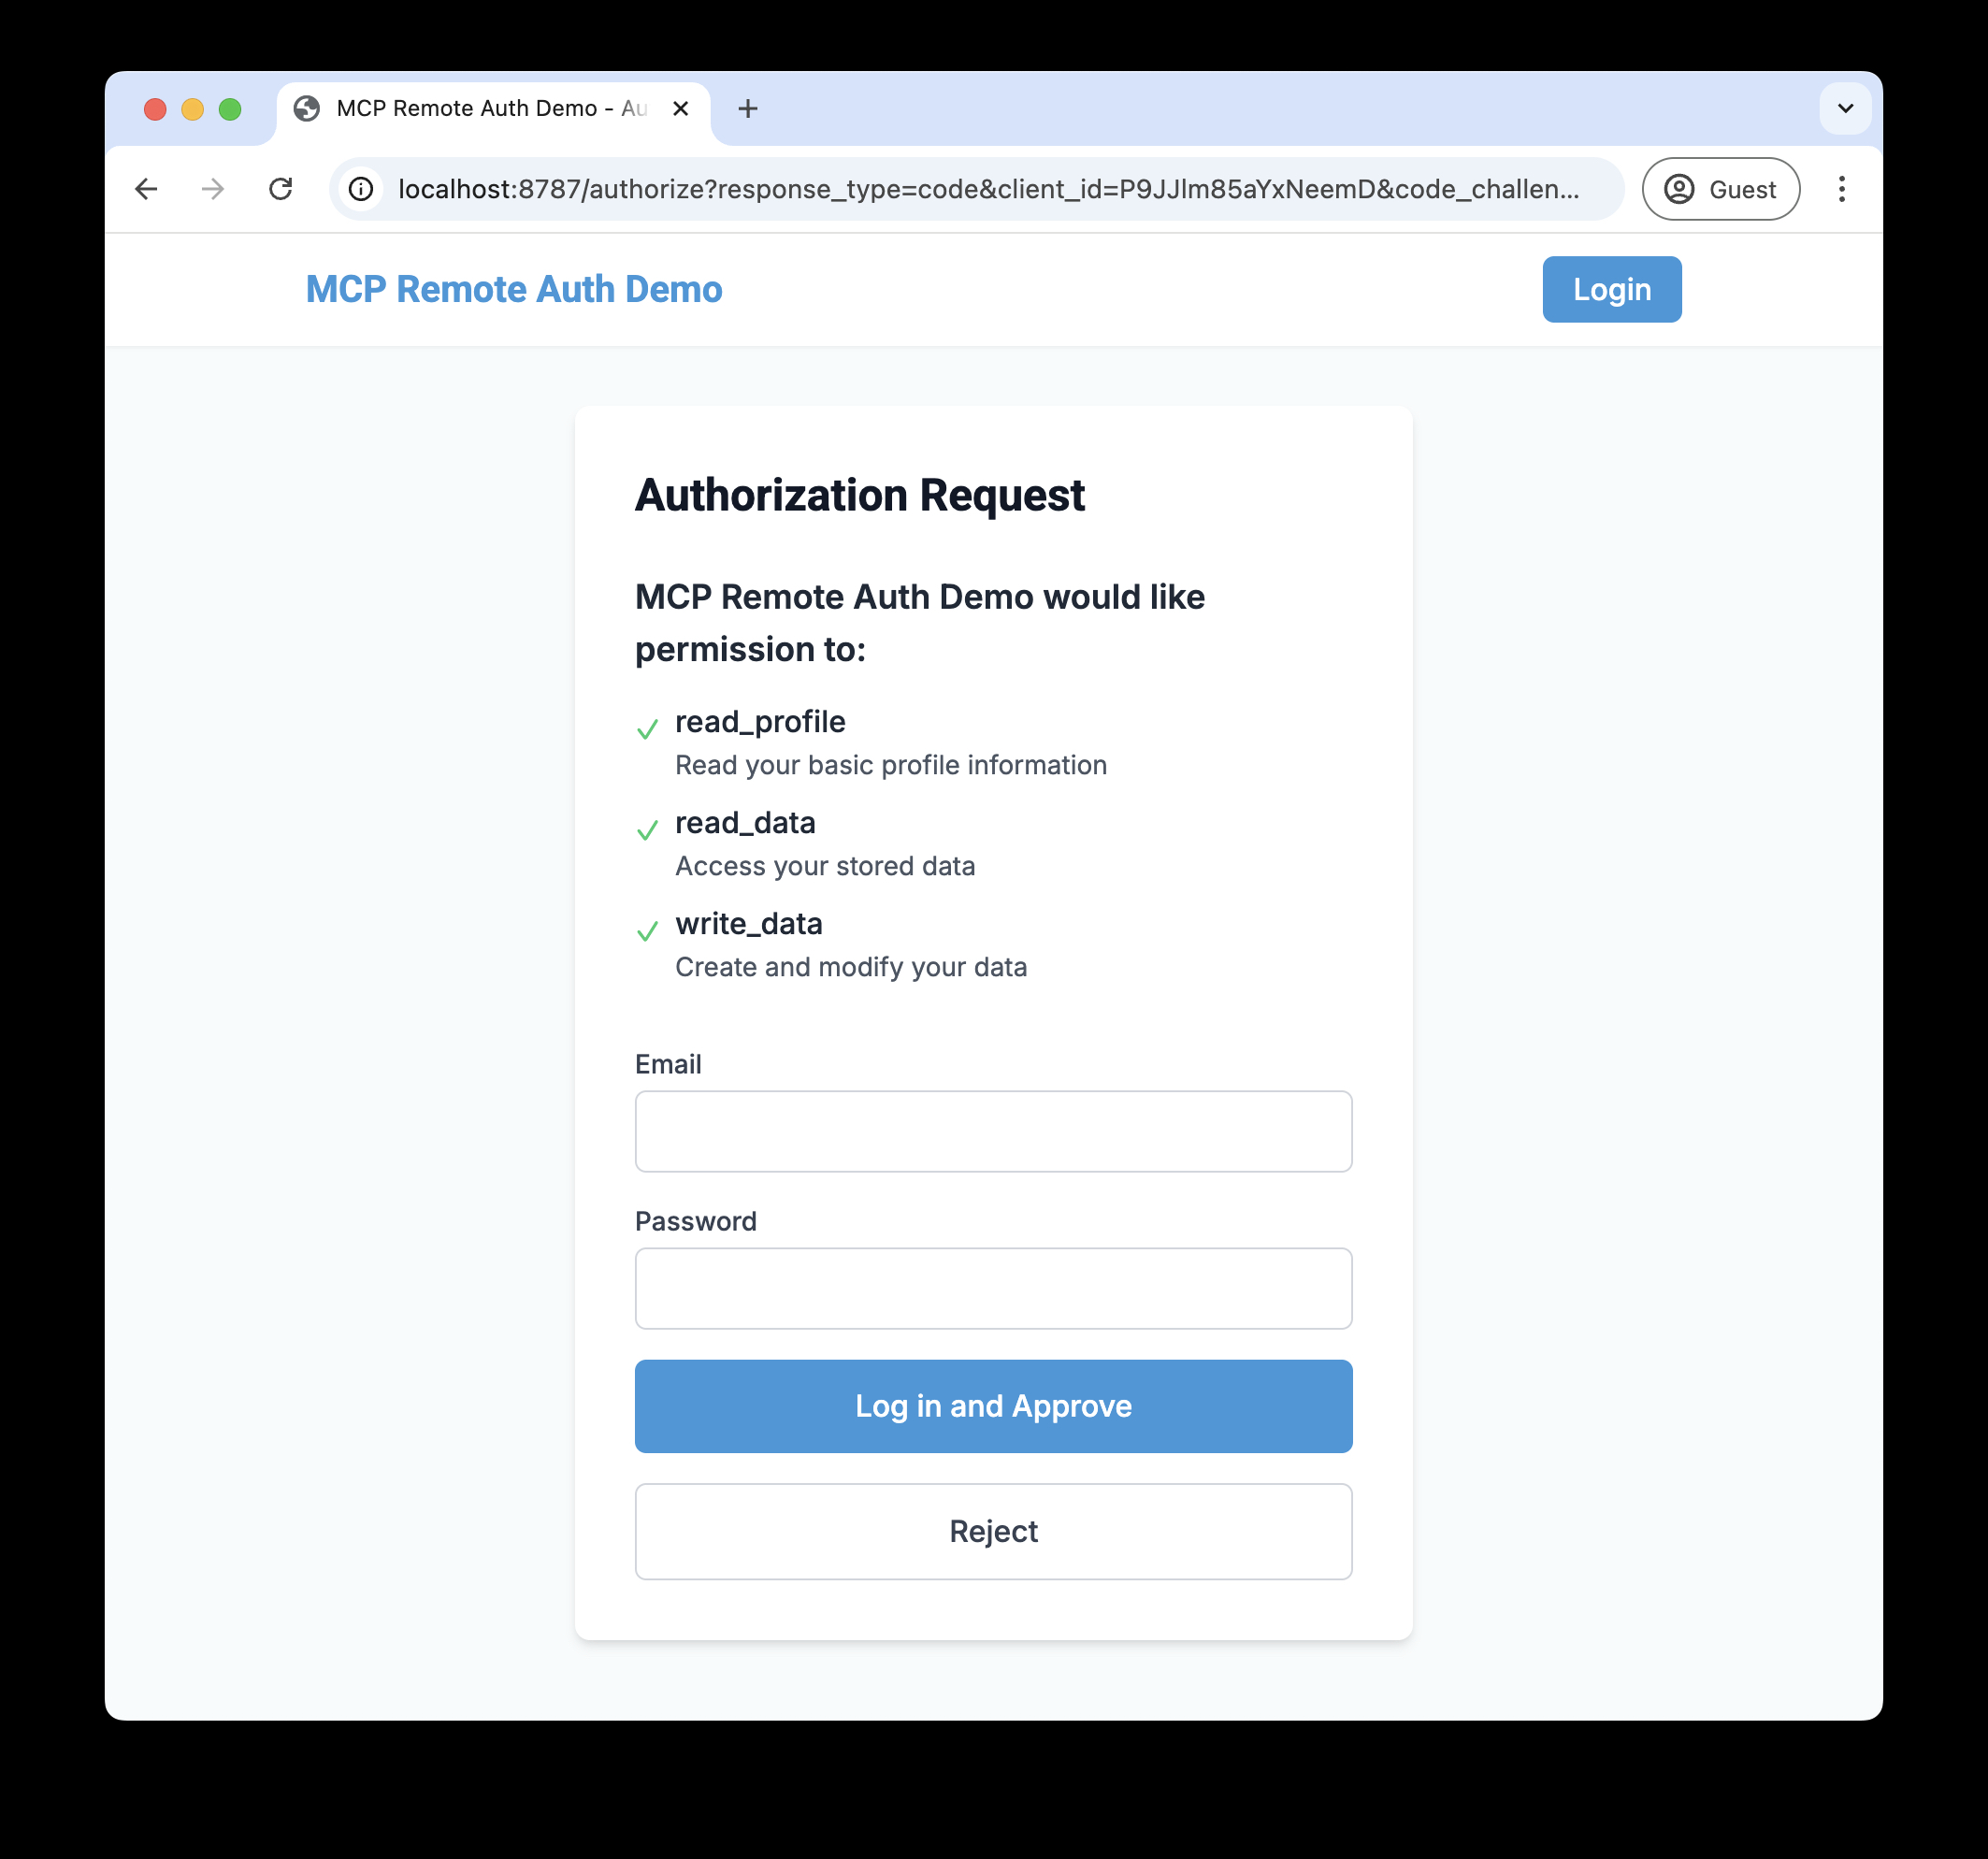 MCP Remote Auth Demo - Au
localhost:8787/authorize?response_type=code&client_id=P9JJlm85aYxNeemD&code_challen...
Guest
MCP Remote Auth Demo
Login
Authorization Request
MCP Remote Auth Demo would like
permission to:
read_profile
Read your basic profile information
read_data
Access your stored data
write_data
Create and modify your data
Email
Password
Log in and Approve
Reject